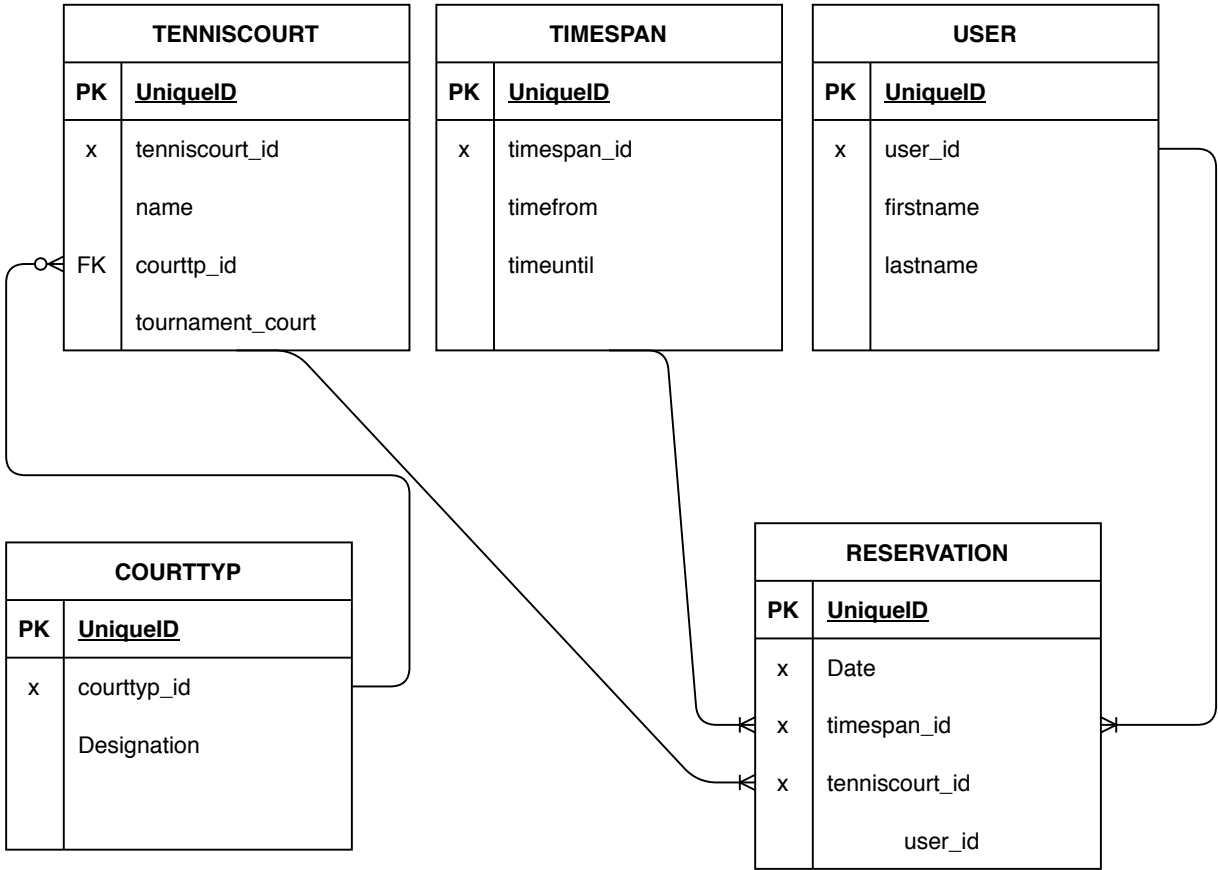 TENNISCOURT
PK UniqueID
x tenniscourt_id
name
FK courttp_id
tournament_court
TIMESPAN
PK UniqueID
x timespan_id
timefrom
timeuntil
USER
PK UniqueID
x user_id
firstname
lastname
COURTTYP
PK UniqueID
x courttyp_id
Designation
RESERVATION
PK UniqueID
x Date
x timespan_id
x tenniscourt_id
user_id